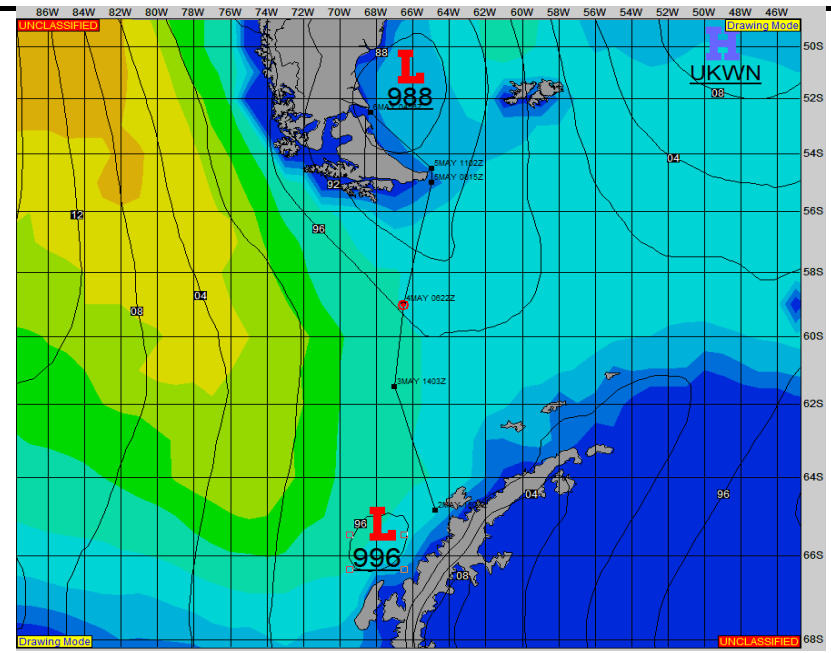 86W 84W 82W 80W 78W 76W 74W 72W 70W 68W 66W 64W 62W 60W 58W 56W 54W 52W 50W 48W 46W
UNCLASSIFIED
Drawing Mode
50S
88
L
988
H
UKWN
08
52S
54S
04
5MAY 1102Z
5MAY 0815Z
92
56S
12
96
58S
04
08
4MAY 0622Z
60S
3MAY 1403Z
62S
64S
04
96
2MAY
96
L
996
66S
08
68S
Drawing Mode
UNCLASSIFIED